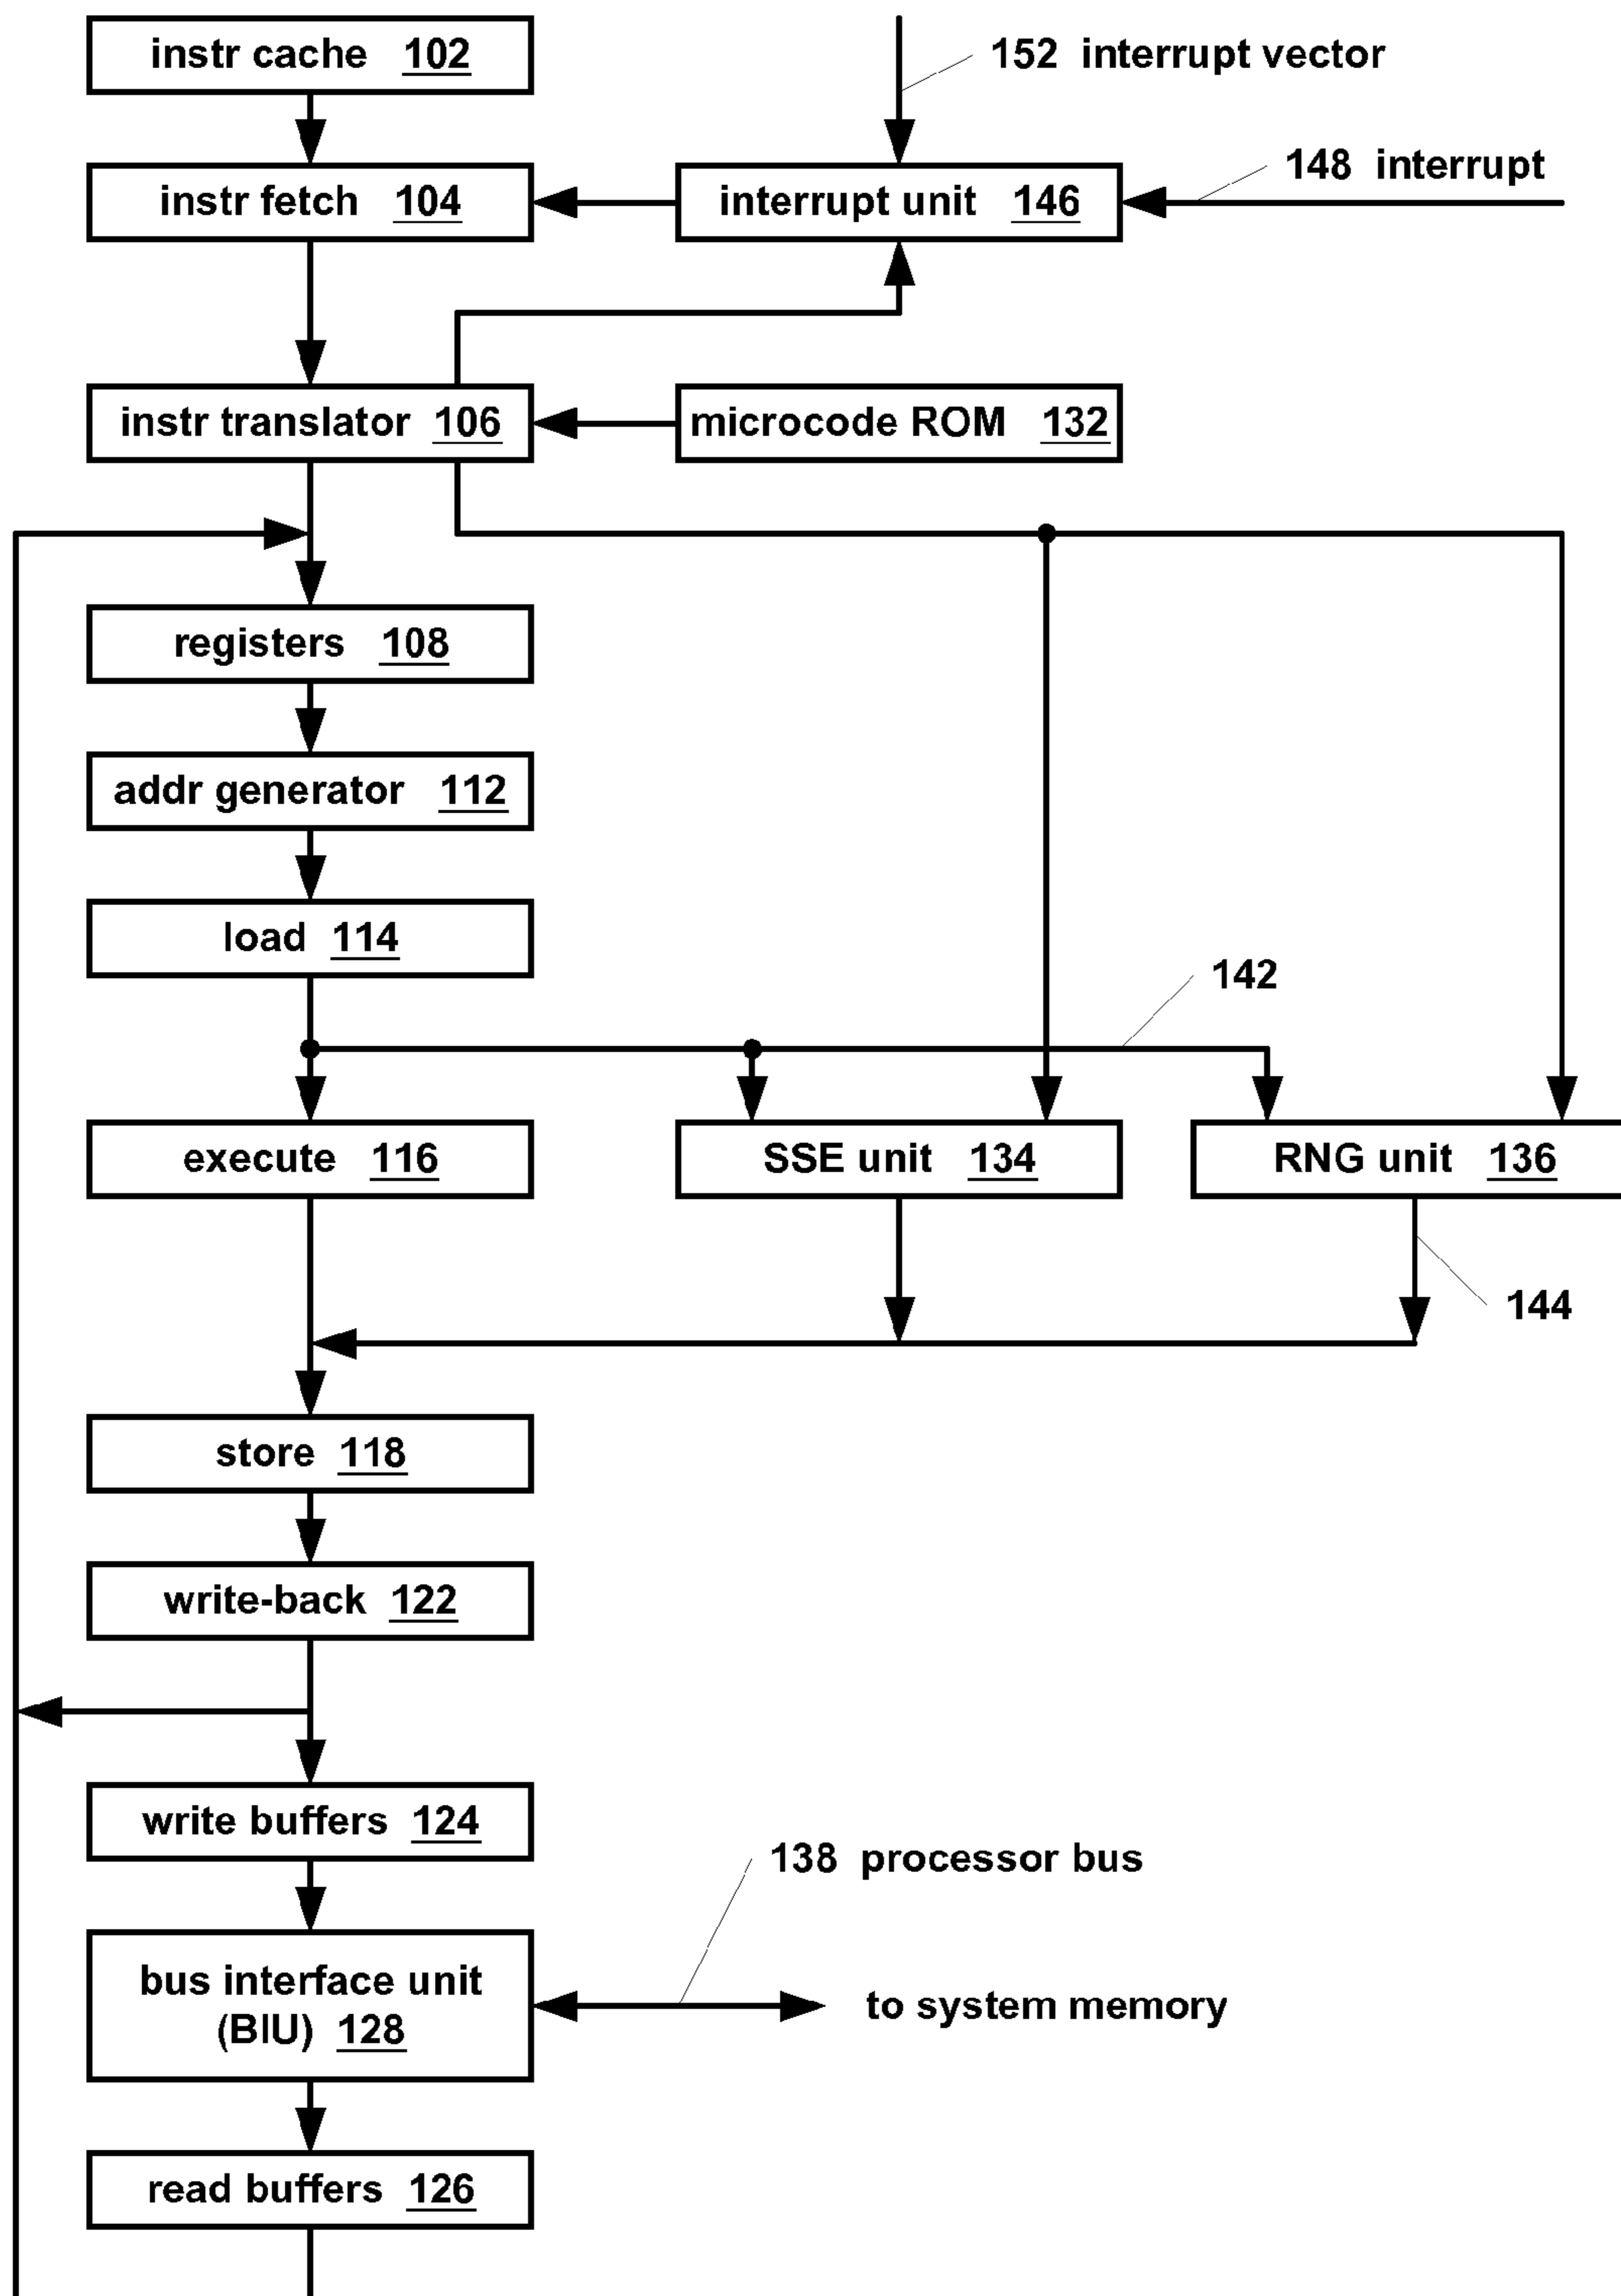 instr cache 102
152 interrupt vector
148 interrupt
instr fetch 104
interrupt unit 146
instr translator 106
microcode ROM 132
registers 108
addr generator 112
load 114
142
execute 116
SSE unit 134
RNG unit 136
144
store 118
write-back 122
write buffers 124
138 processor bus
bus interface unit
(BIU) 128
to system memory
read buffers 126